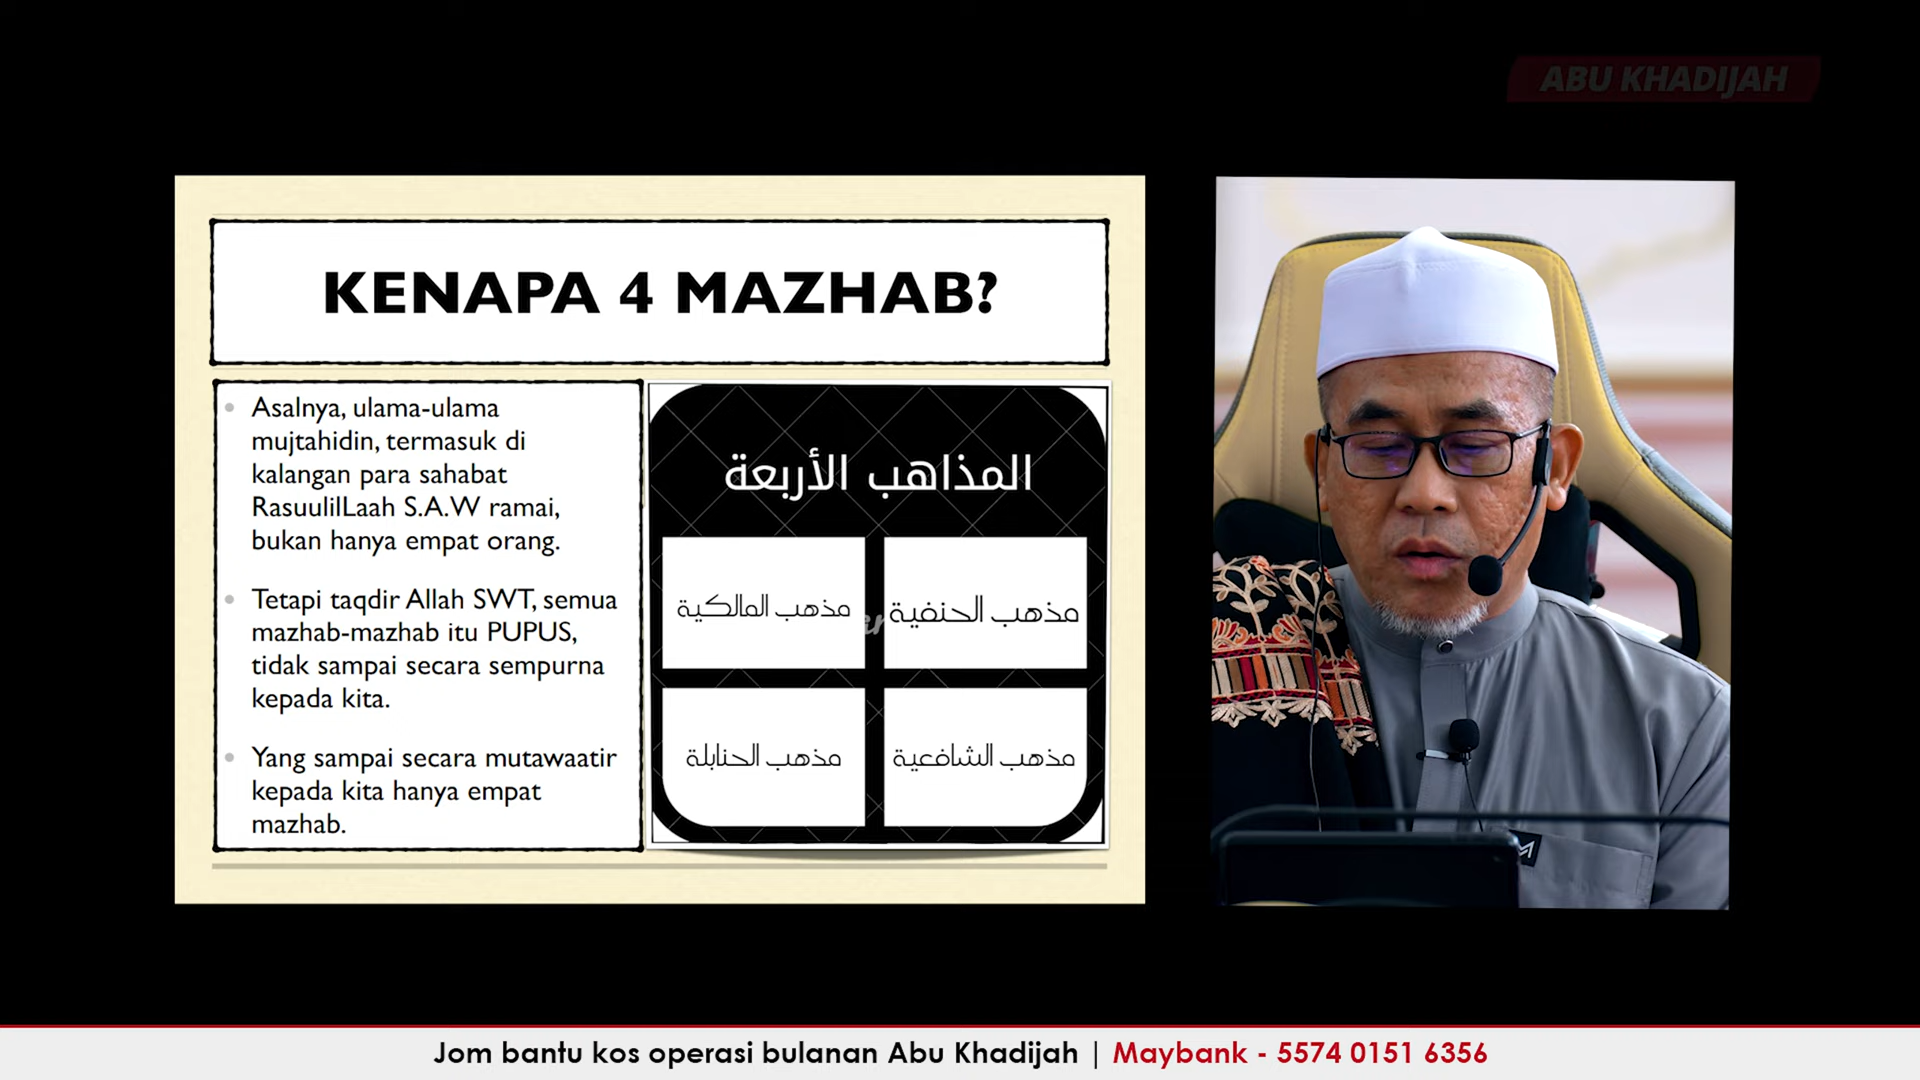 ABU KHADIJAH
KENAPA 4 MAZHAB?
Asalnya, ulama-ulama
mujtahidin, termasuk di
kalangan para sahabat
RasuulilLaah S.A.W ramai,
bukan hanya empat orang.
Tetapi taqdir Allah SWT, semua
mazhab-mazhab itu PUPUS,
tidak sampai secara sempurna
kepada kita.
Yang sampai secara mutawaatir
kepada kita hanya empat
mazhab.
المذاهب الأربعة
مذهب الحنفية
مذهب المالكية
مذهب الشافعية
مذهب الحنابلة
Jom bantu kos operasi bulanan Abu Khadijah | Maybank - 5574 0151 6356